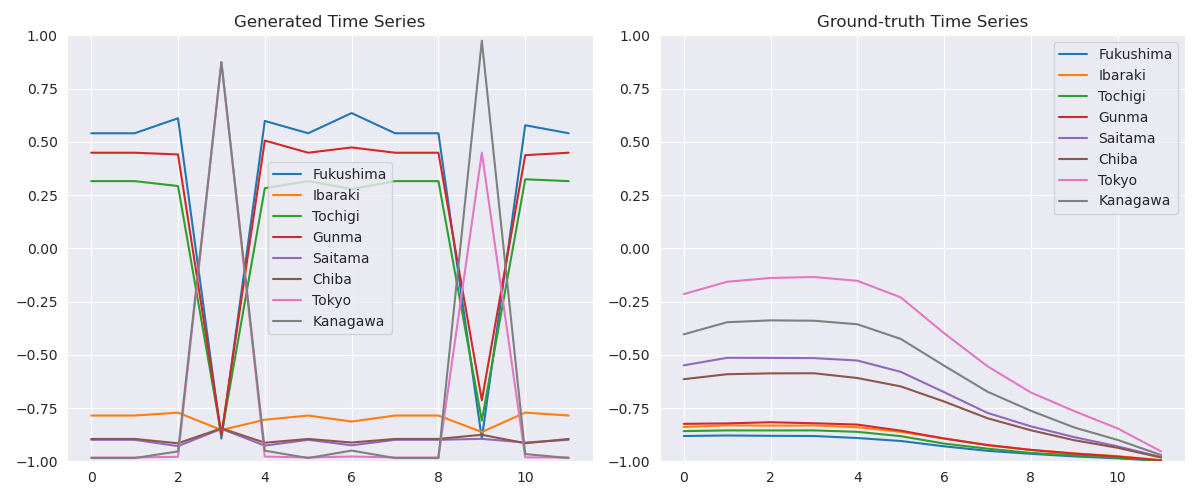 Generated Time Series
1.00
0.75
0.50
0.25
0.00
−0.25
−0.50
−0.75
−1.00
0 2 4 6 8 10
Fukushima
Ibaraki
Tochigi
Gunma
Saitama
Chiba
Tokyo
Kanagawa
Ground-truth Time Series
1.00
0.75
0.50
0.25
0.00
−0.25
−0.50
−0.75
−1.00
0 2 4 6 8 10
Fukushima
Ibaraki
Tochigi
Gunma
Saitama
Chiba
Tokyo
Kanagawa